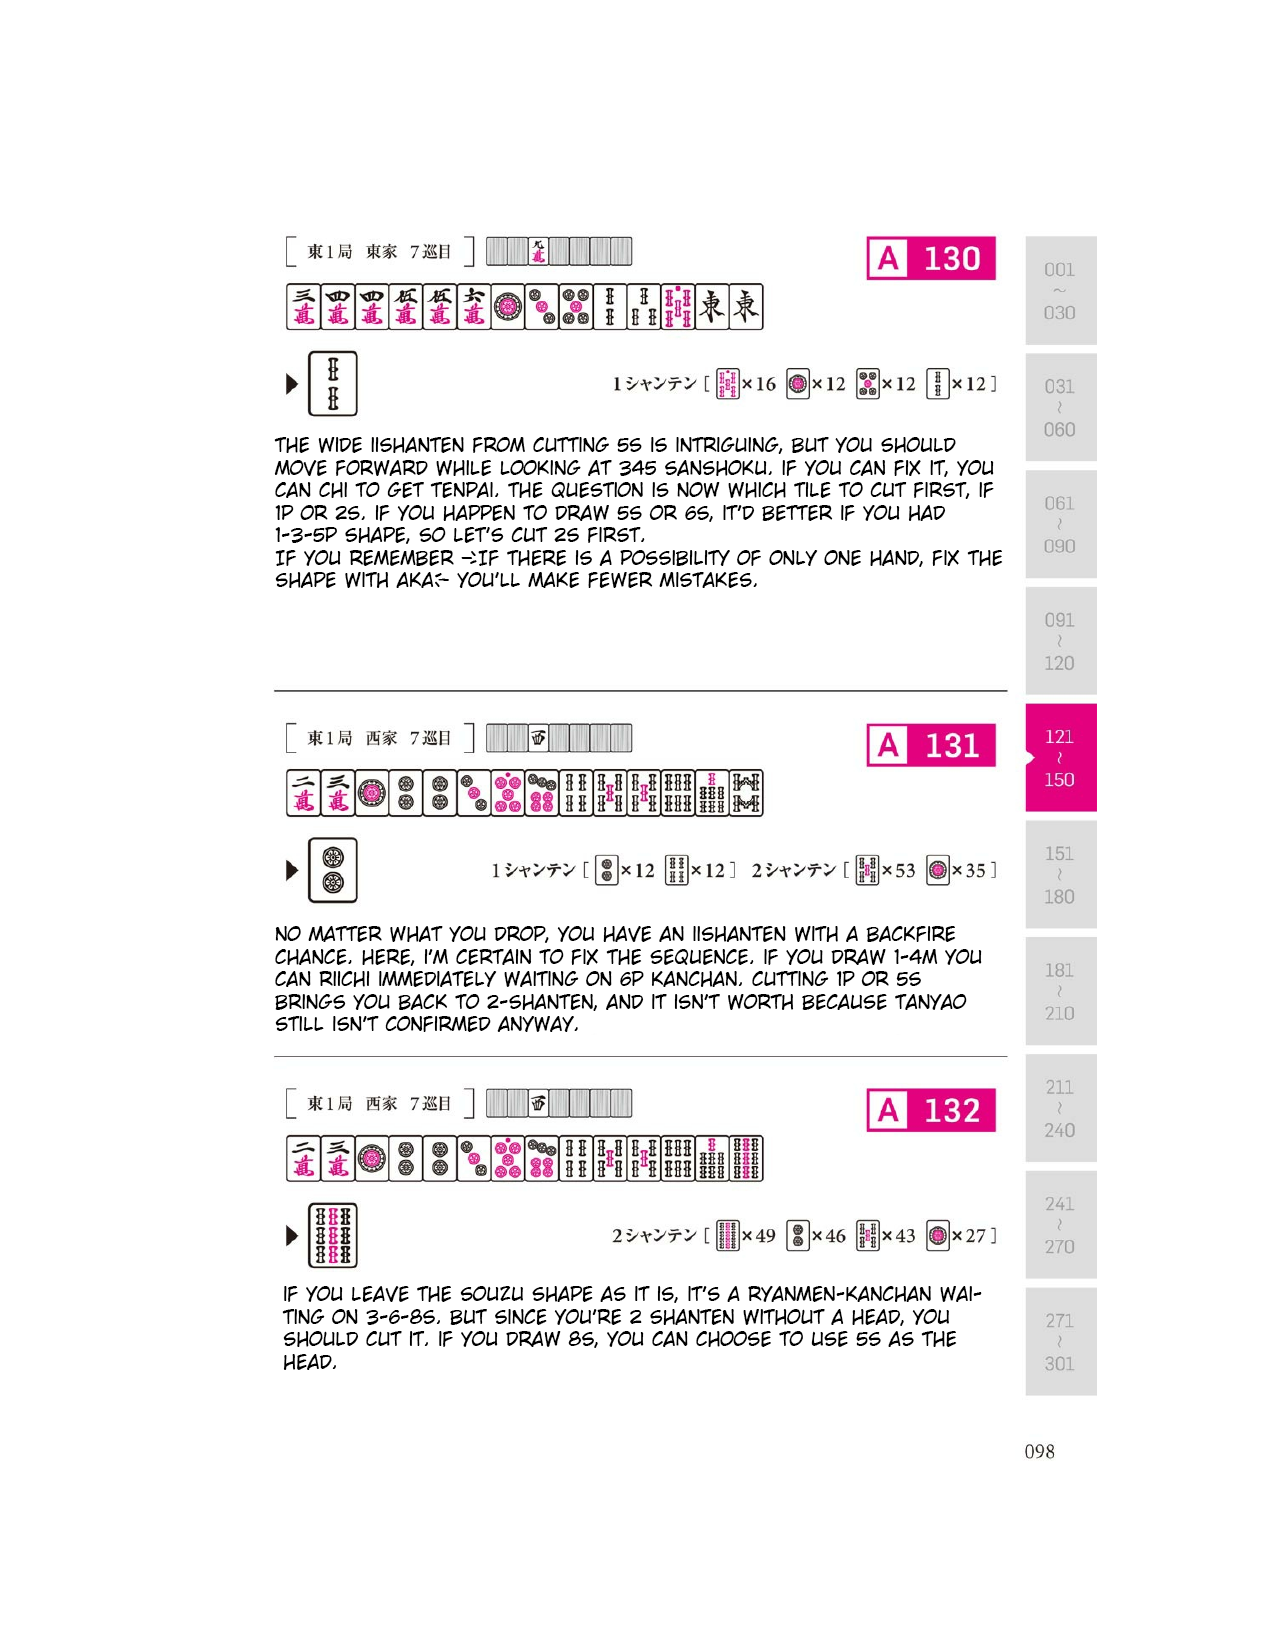 [ 東1局 東家 7巡目 ]
A 130
1シャンテン [ ×16 ×12 ×12 ×12 ]
THE WIDE IISHANTEN FROM CUTTING 5S IS INTRIGUING, BUT YOU SHOULD
MOVE FORWARD WHILE LOOKING AT 345 SANSHOKU. IF YOU CAN FIX IT, YOU
CAN CHI TO GET TENPAI. THE QUESTION IS NOW WHICH TILE TO CUT FIRST, IF
1P OR 2S. IF YOU HAPPEN TO DRAW 5S OR 6S, IT'D BETTER IF YOU HAD
1-3-5P SHAPE, SO LET'S CUT 2S FIRST.
IF YOU REMEMBER -:IF THERE IS A POSSIBILITY OF ONLY ONE HAND, FIX THE
SHAPE WITH AKA:- YOU'LL MAKE FEWER MISTAKES.
[ 東1局 西家 7巡目 ]
A 131
1シャンテン [ ×12 ×12 ] 2シャンテン [ ×53 ×35 ]
NO MATTER WHAT YOU DROP, YOU HAVE AN IISHANTEN WITH A BACKFIRE
CHANCE. HERE, I'M CERTAIN TO FIX THE SEQUENCE. IF YOU DRAW 1-4M YOU
CAN RIICHI IMMEDIATELY WAITING ON 6P KANCHAN. CUTTING 1P OR 5S
BRINGS YOU BACK TO 2-SHANTEN, AND IT ISN'T WORTH BECAUSE TANYAO
STILL ISN'T CONFIRMED ANYWAY.
[ 東1局 西家 7巡目 ]
A 132
2シャンテン [ ×49 ×46 ×43 ×27 ]
IF YOU LEAVE THE SOUZU SHAPE AS IT IS, IT'S A RYANMEN-KANCHAN WAI-
TING ON 3-6-8S. BUT SINCE YOU'RE 2 SHANTEN WITHOUT A HEAD, YOU
SHOULD CUT IT. IF YOU DRAW 8S, YOU CAN CHOOSE TO USE 5S AS THE
HEAD.
001
~
030
031
~
060
061
~
090
091
~
120
121
~
150
151
~
180
181
~
210
211
~
240
241
~
270
271
~
301
098